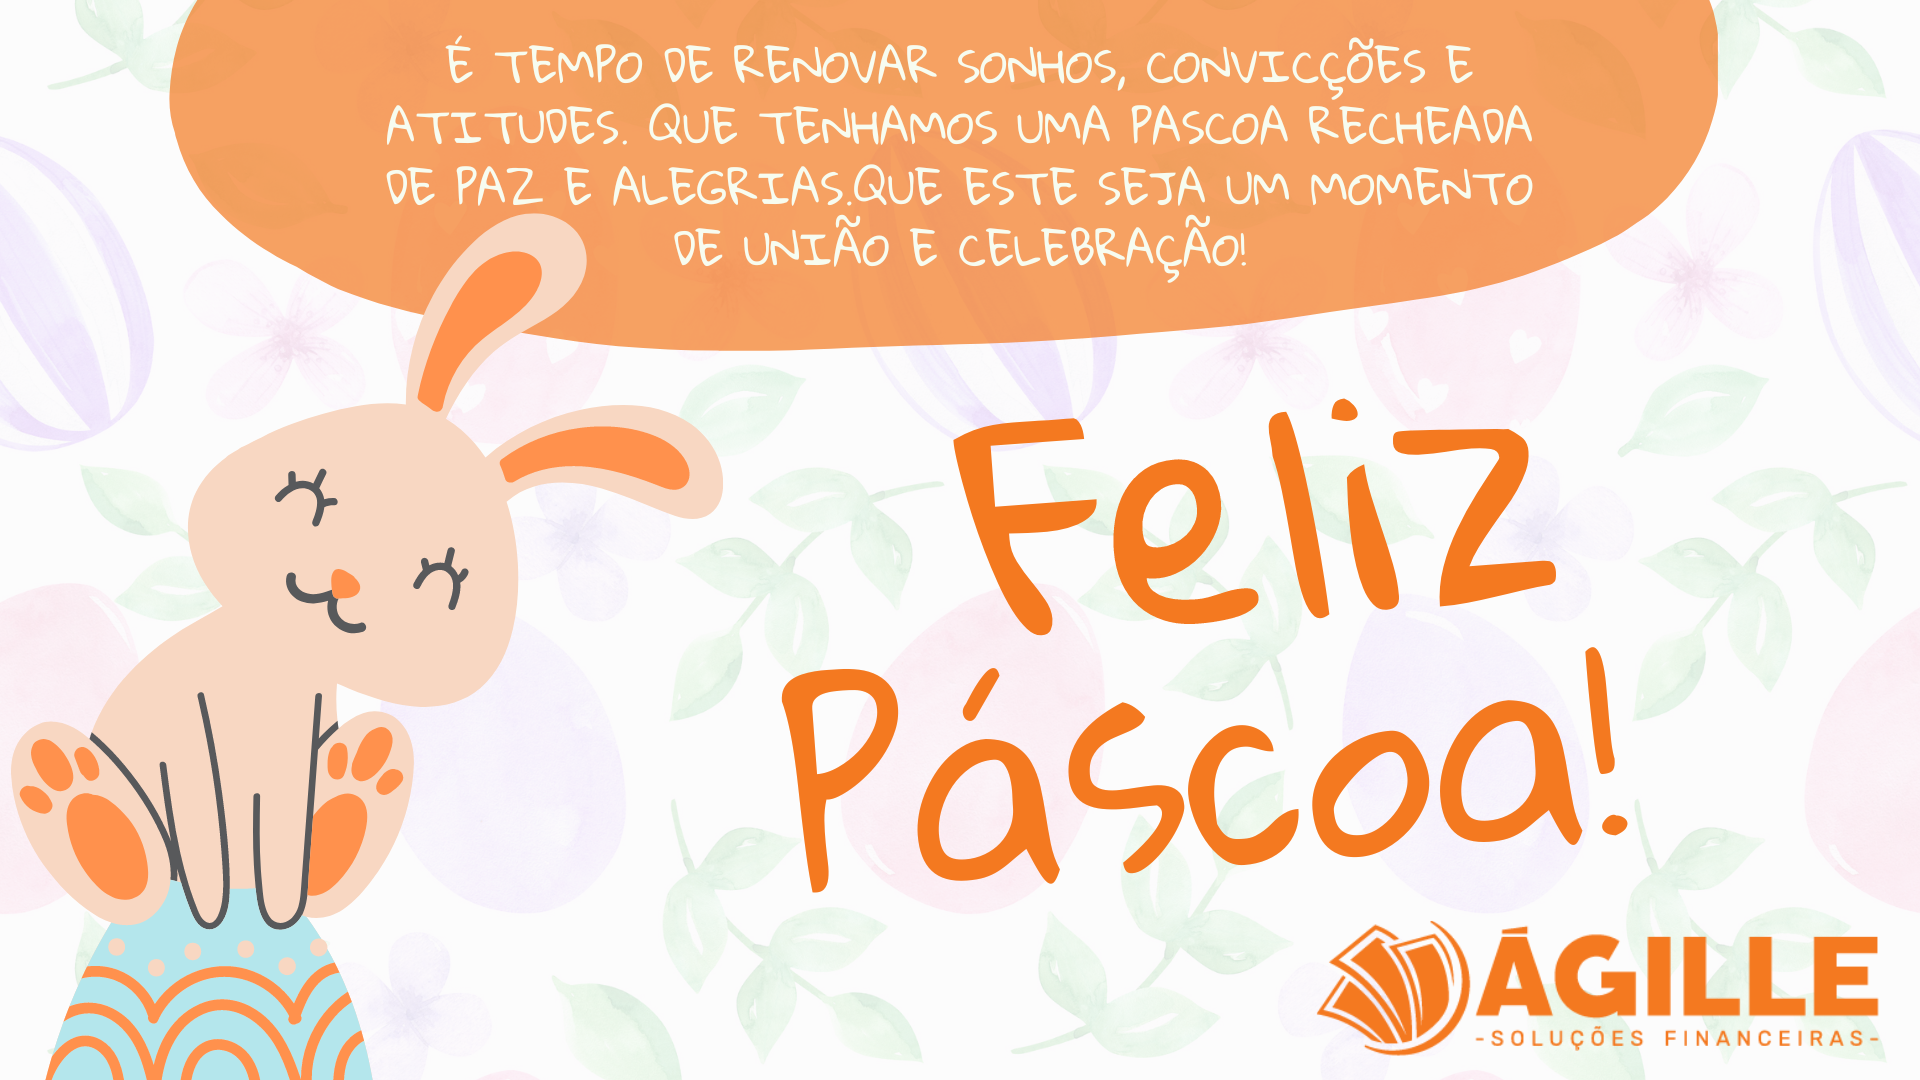 É TEMPO DE RENOVAR SONHOS, CONVICÇÕES E
ATITUDES. QUE TENHAMOS UMA PASCOA RECHEADA
DE PAZ E ALEGRIAS.QUE ESTE SEJA UM MOMENTO
DE UNIÃO E CELEBRAÇÃO!
Feliz
Páscoa!
ÁGILLE
-SOLUÇÕES FINANCEIRAS-